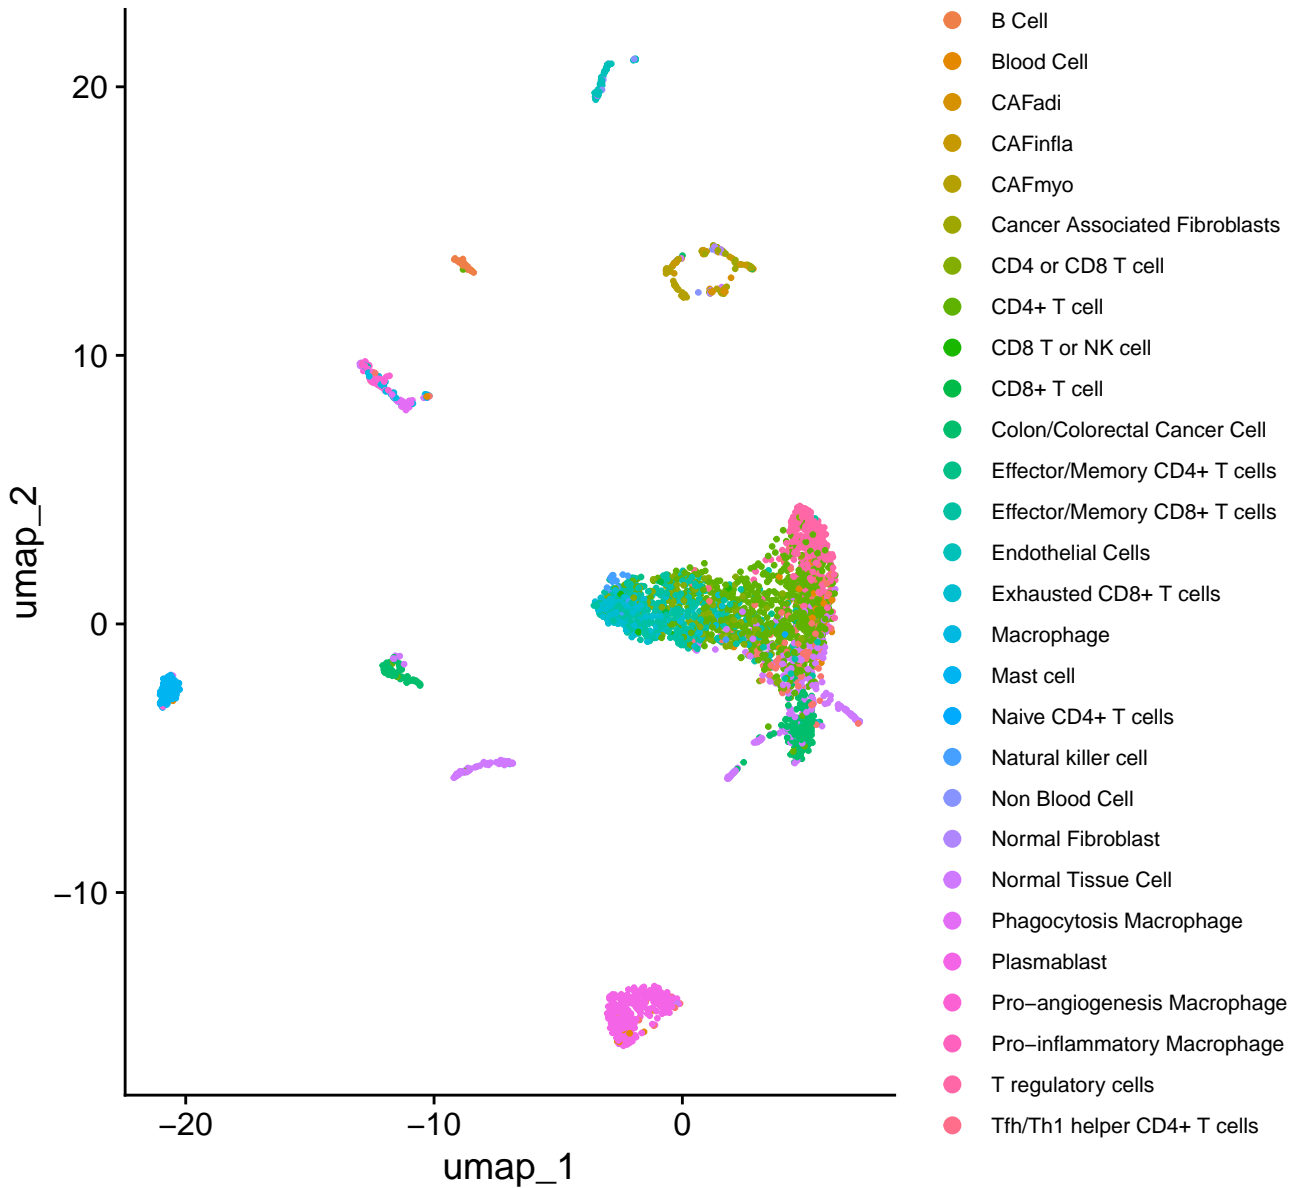 B Cell
Blood Cell
CAFadi
CAFinfla
CAFmyo
Cancer Associated Fibroblasts
CD4 or CD8 T cell
CD4+ T cell
CD8 T or NK cell
CD8+ T cell
Colon/Colorectal Cancer Cell
Effector/Memory CD4+ T cells
Effector/Memory CD8+ T cells
Endothelial Cells
Exhausted CD8+ T cells
Macrophage
Mast cell
Naive CD4+ T cells
Natural killer cell
Non Blood Cell
Normal Fibroblast
Normal Tissue Cell
Phagocytosis Macrophage
Plasmablast
Pro−angiogenesis Macrophage
Pro−inflammatory Macrophage
T regulatory cells
Tfh/Th1 helper CD4+ T cells
20
10
0
−10
umap_2
−20
−10
0
umap_1